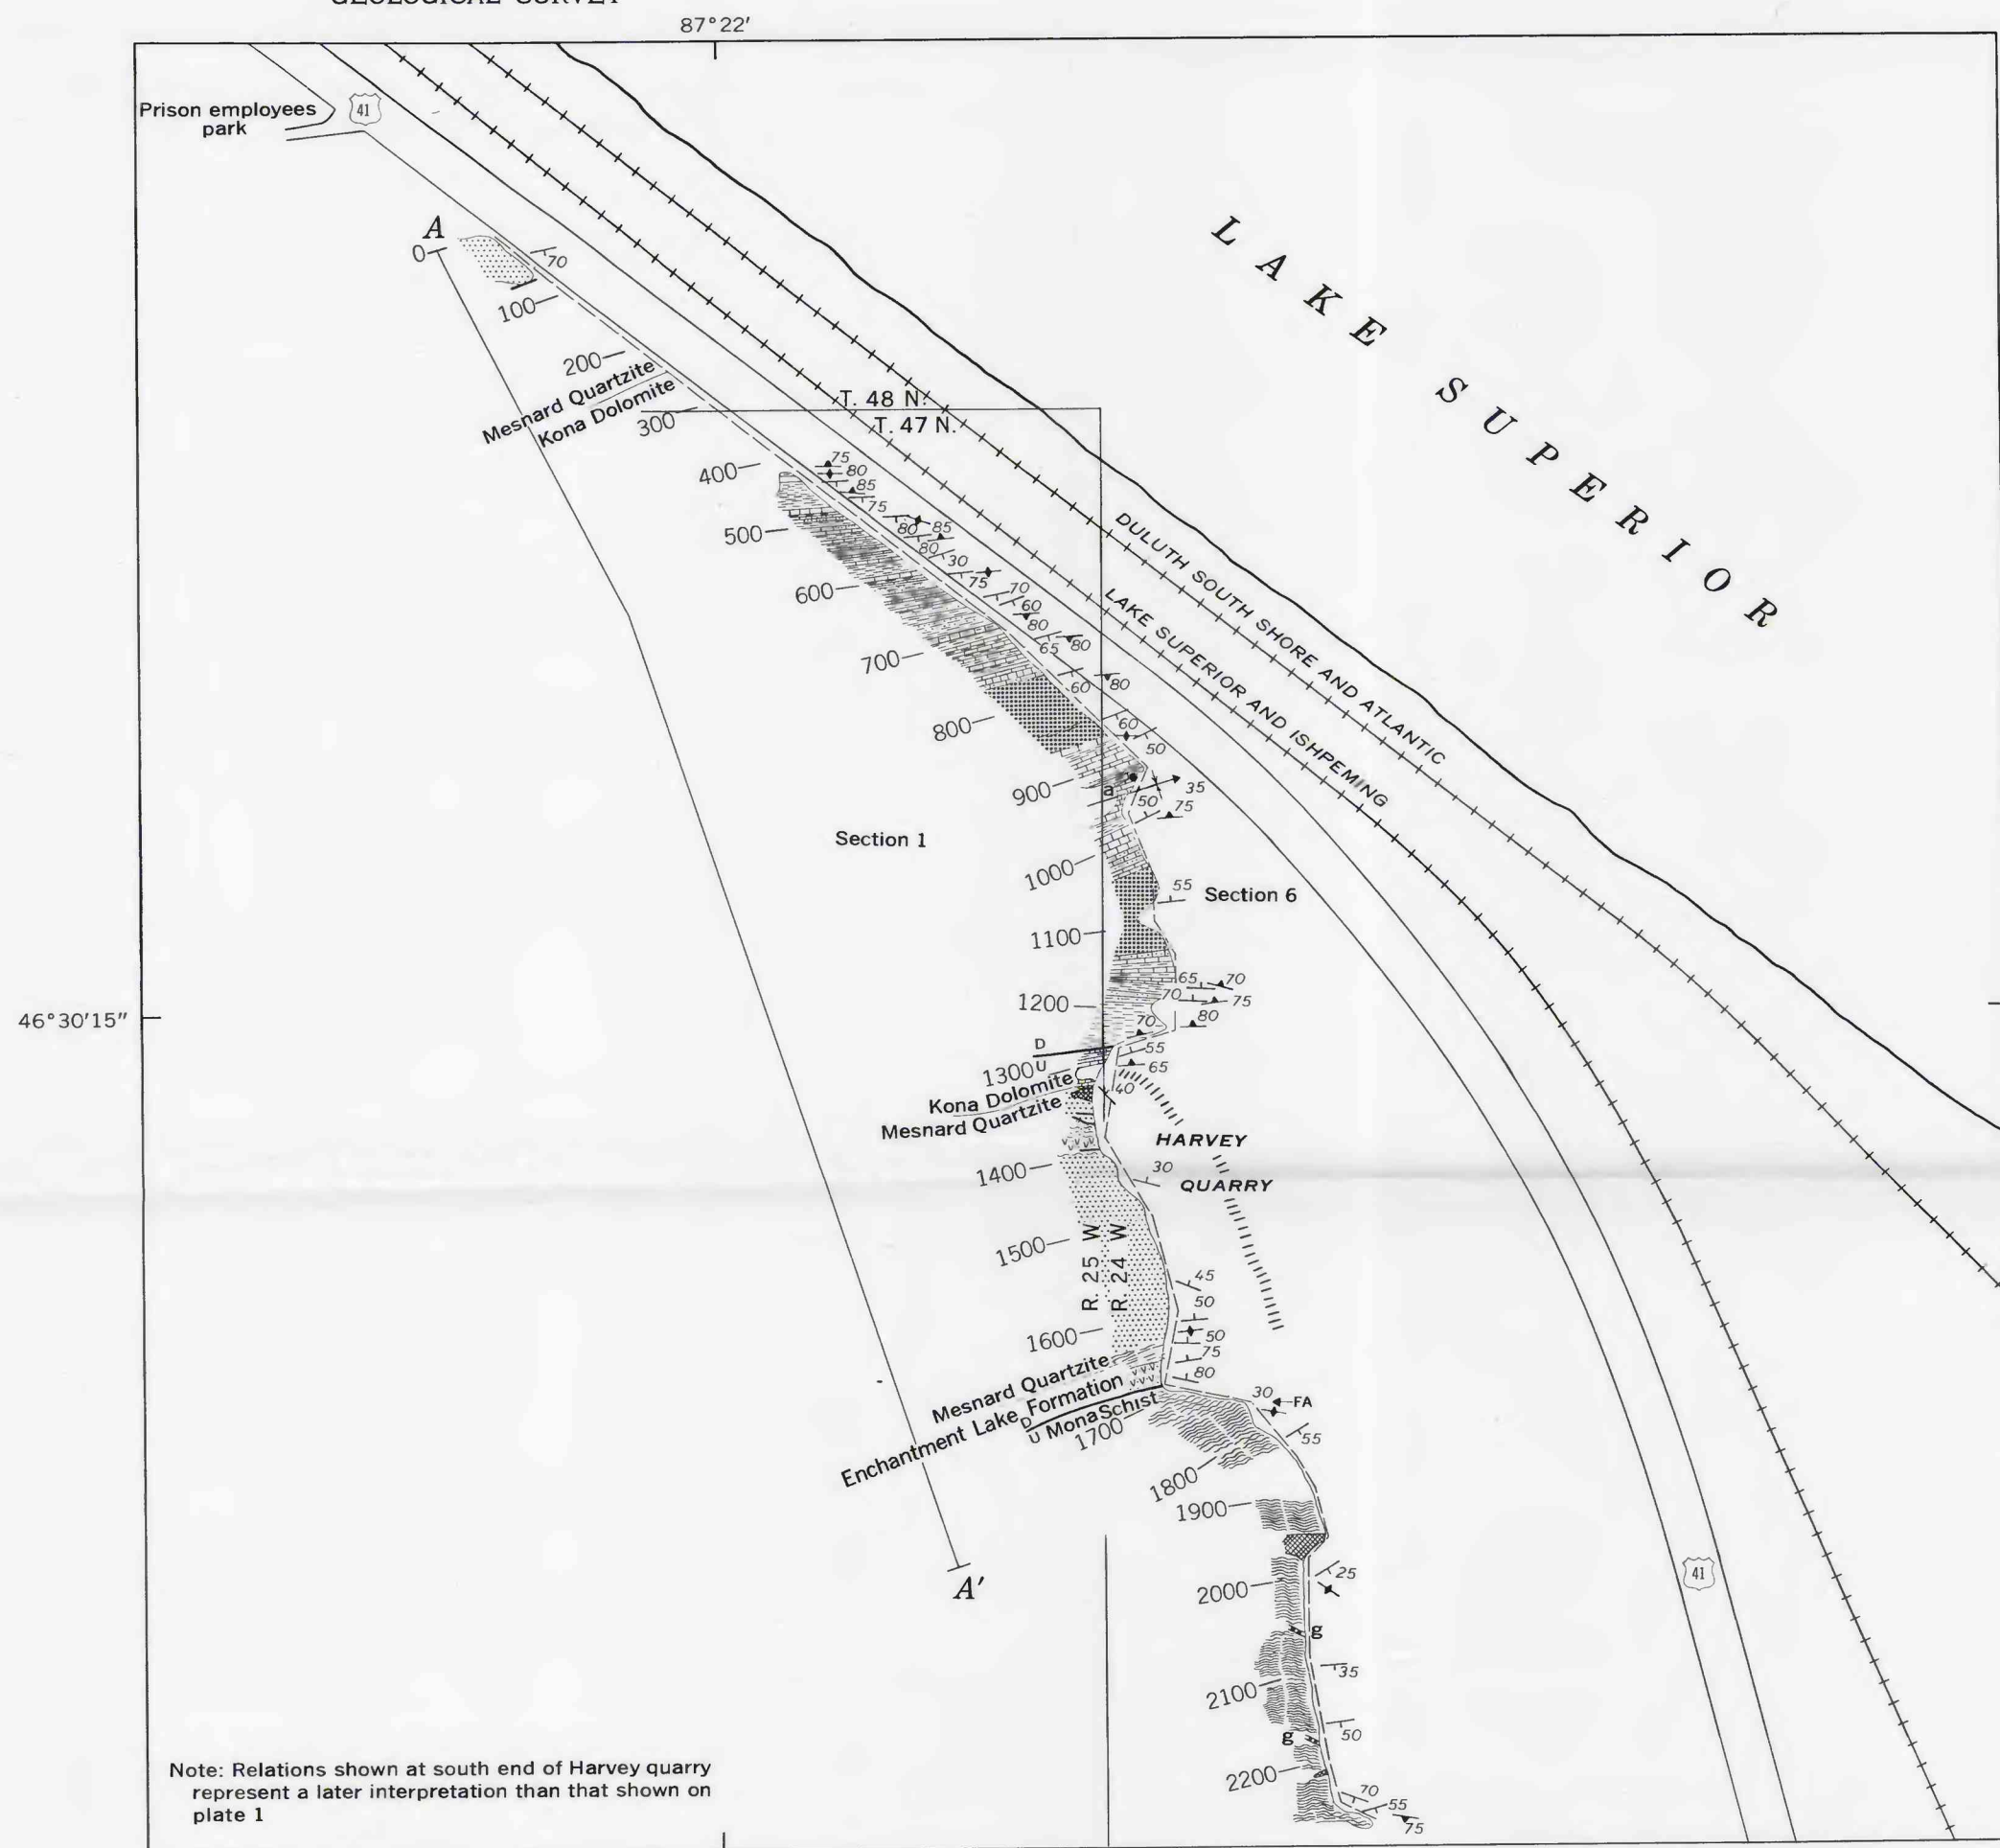 GEOLOGICAL SURVEY
87°22′
Prison employees
park
41
A
0
70
100
200
Mesnard Quartzite
Kona Dolomite
300
T. 48 N.
T. 47 N.
LAKE SUPERIOR
400
75
80
85
75
500
80
85
80
30
75
600
70
60
80
65
80
700
60
80
800
60
50
DULUTH SOUTH SHORE AND ATLANTIC
LAKE SUPERIOR AND ISHPEMING
900
a
35
50
75
Section 1
1000
55
Section 6
1100
65
70
70
75
1200
80
70
46°30′15″
D
U
55
65
1300
40
Kona Dolomite
Mesnard Quartzite
HARVEY
QUARRY
1400
30
R. 25 W
R. 24 W
1500
45
50
1600
50
75
80
Mesnard Quartzite
Enchantment Lake Formation
D
U
Mona Schist
30
FA
55
1700
1800
1900
41
A′
25
2000
g
35
2100
50
g
2200
70
55
75
Note: Relations shown at south end of Harvey quarry
represent a later interpretation than that shown on
plate 1